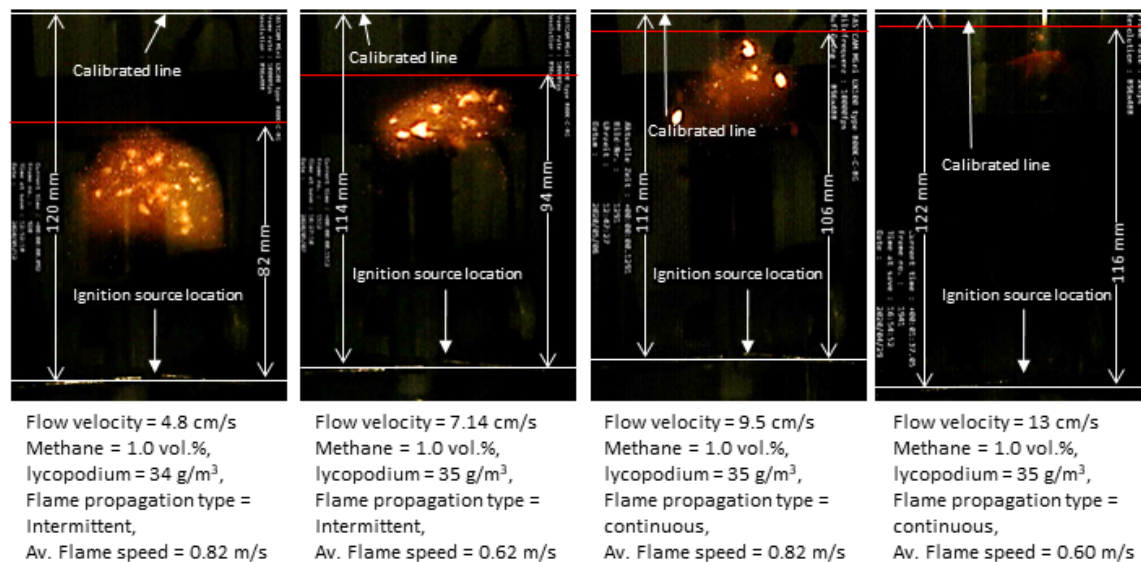 Calibrated line
120 mm
82 mm
Ignition source location
Calibrated line
114 mm
94 mm
Ignition source location
Calibrated line
112 mm
106 mm
Ignition source location
Calibrated line
122 mm
116 mm
Ignition source location
Flow velocity = 4.8 cm/s
Methane = 1.0 vol.%,
lycopodium = 34 g/m³,
Flame propagation type =
Intermittent,
Av. Flame speed = 0.82 m/s
Flow velocity = 7.14 cm/s
Methane = 1.0 vol.%,
lycopodium = 35 g/m³,
Flame propagation type =
Intermittent,
Av. Flame speed = 0.62 m/s
Flow velocity = 9.5 cm/s
Methane = 1.0 vol.%,
lycopodium = 35 g/m³,
Flame propagation type =
continuous,
Av. Flame speed = 0.82 m/s
Flow velocity = 13 cm/s
Methane = 1.0 vol.%,
lycopodium = 35 g/m³,
Flame propagation type =
continuous,
Av. Flame speed = 0.60 m/s